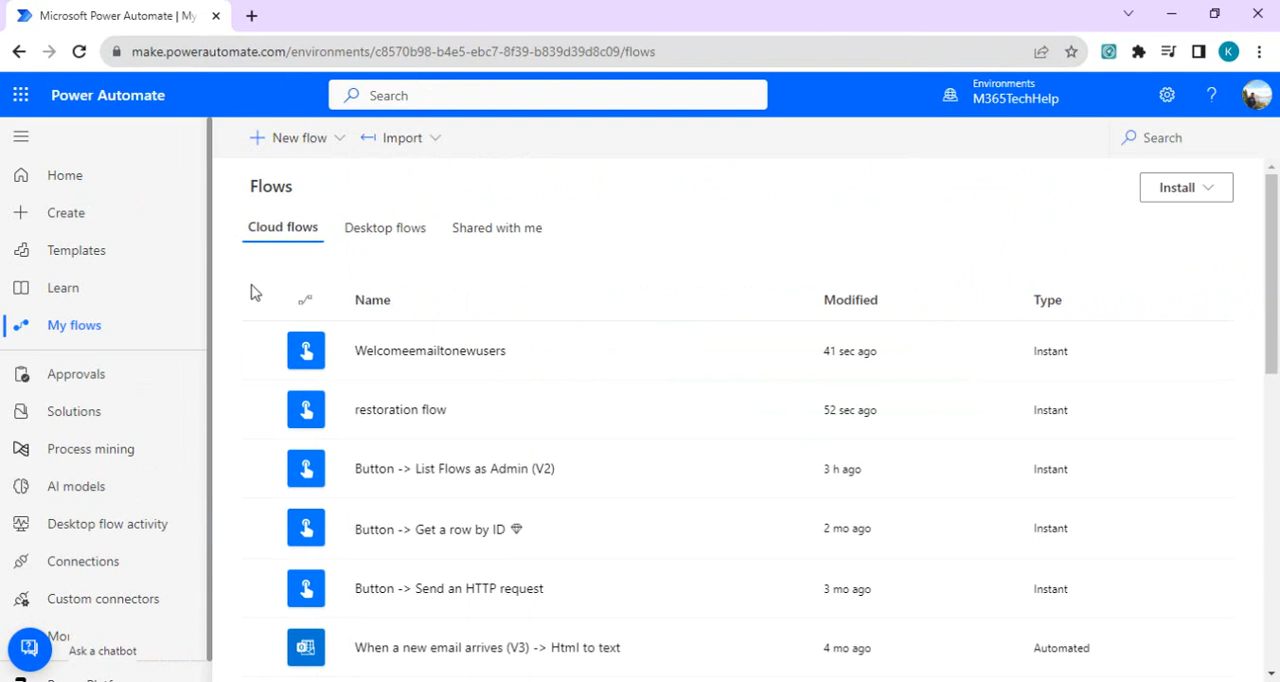 Microsoft Power Automate | My
make.powerautomate.com/environments/c8570b98-b4e5-ebc7-8f39-b839d39d8c09/flows
K
Power Automate
Search
Environments
M365TechHelp
?
New flow
Import
Search
Home
Create
Templates
Learn
My flows
Approvals
Solutions
Process mining
AI models
Desktop flow activity
Connections
Custom connectors
Ask a chatbot
Flows
Install
Cloud flows
Desktop flows
Shared with me
Name
Modified
Type
Welcomeemailtonewusers
41 sec ago
Instant
restoration flow
52 sec ago
Instant
Button -> List Flows as Admin (V2)
3 h ago
Instant
Button -> Get a row by ID
2 mo ago
Instant
Button -> Send an HTTP request
3 mo ago
Instant
When a new email arrives (V3) -> Html to text
4 mo ago
Automated